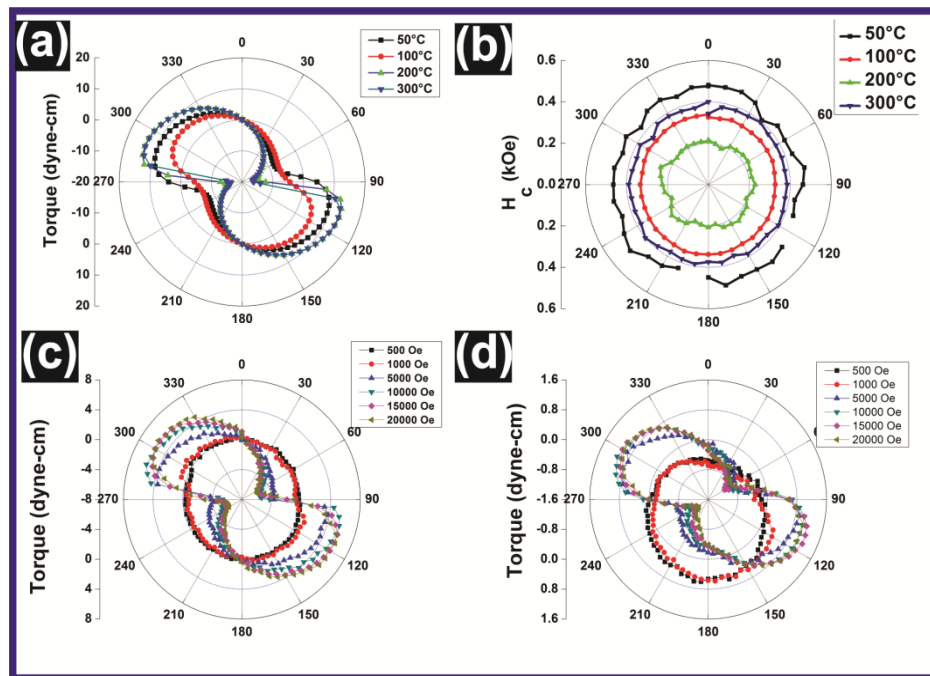 (a)
50°C
100°C
200°C
300°C
0
30
60
90
120
150
180
210
240
270
300
330
20
10
0
-10
-20
-10
0
10
20
Torque (dyne-cm)
(b)
50°C
100°C
200°C
300°C
0
30
60
90
120
150
180
210
240
270
300
330
0.6
0.4
0.2
0.0
0.2
0.4
0.6
Hc (kOe)
(c)
500 Oe
1000 Oe
5000 Oe
10000 Oe
15000 Oe
20000 Oe
0
30
60
90
120
150
180
210
240
270
300
330
8
4
0
-4
-8
-4
0
4
8
Torque (dyne-cm)
(d)
500 Oe
1000 Oe
5000 Oe
10000 Oe
15000 Oe
20000 Oe
0
30
90
120
150
180
210
240
270
300
330
1.6
0.8
0.0
-0.8
-1.6
-0.8
0.0
0.8
1.6
Torque (dyne-cm)